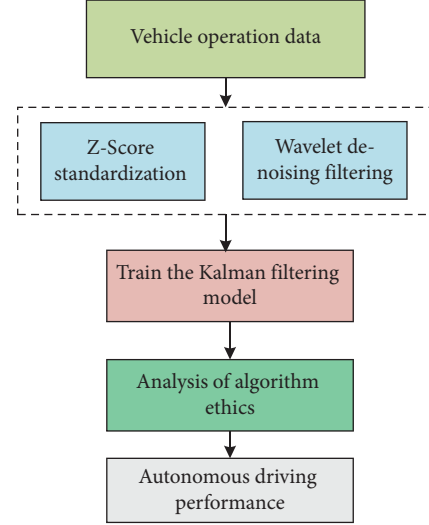 Vehicle operation data
Z-Score
standardization
Wavelet de-
noising filtering
Train the Kalman filtering
model
Analysis of algorithm
ethics
Autonomous driving
performance